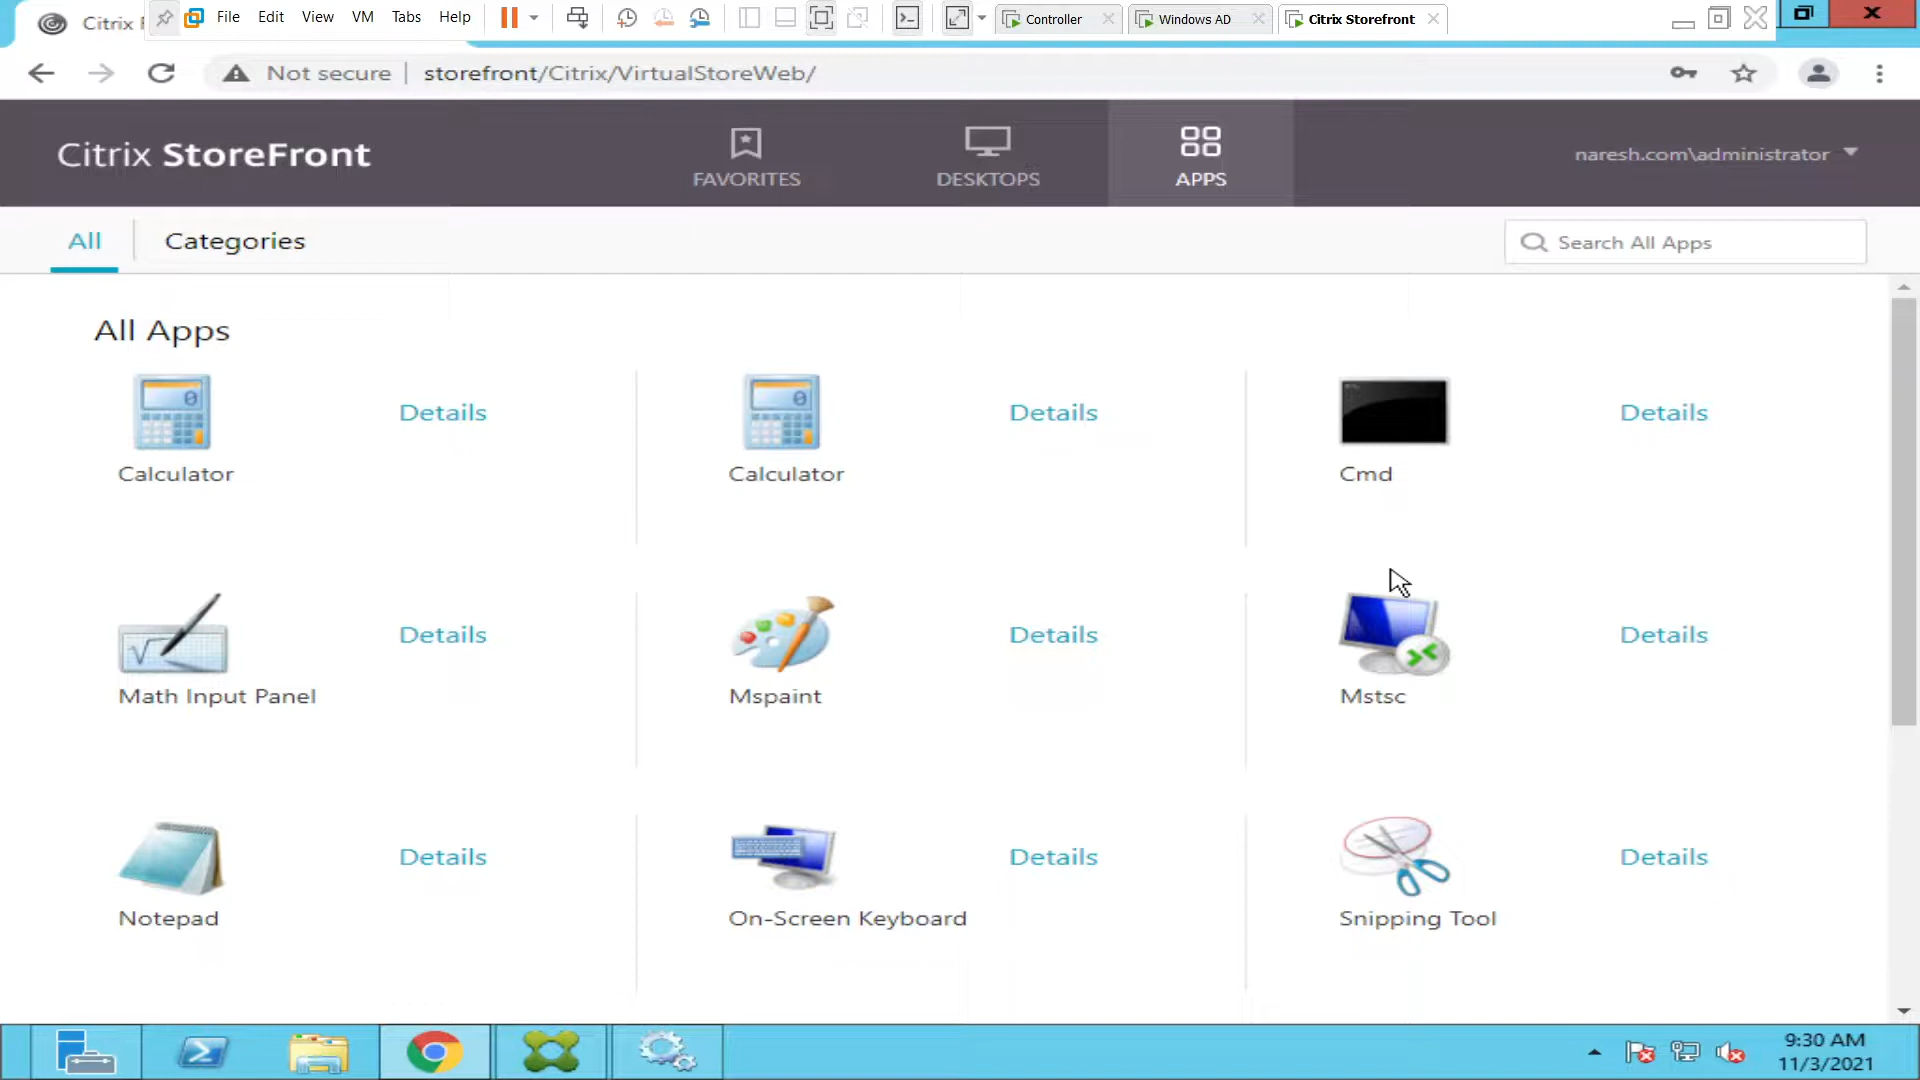 Citrix
File Edit View VM Tabs Help
Controller
Windows AD
Citrix Storefront
Not secure storefront/Citrix/VirtualStoreWeb/
Citrix StoreFront
FAVORITES
DESKTOPS
APPS
naresh.com\administrator
All
Categories
Search All Apps
All Apps
Details
Calculator
Details
Calculator
Details
Cmd
Details
Math Input Panel
Details
Mspaint
Details
Mstsc
Details
Notepad
Details
On-Screen Keyboard
Details
Snipping Tool
9:30 AM
11/3/2021